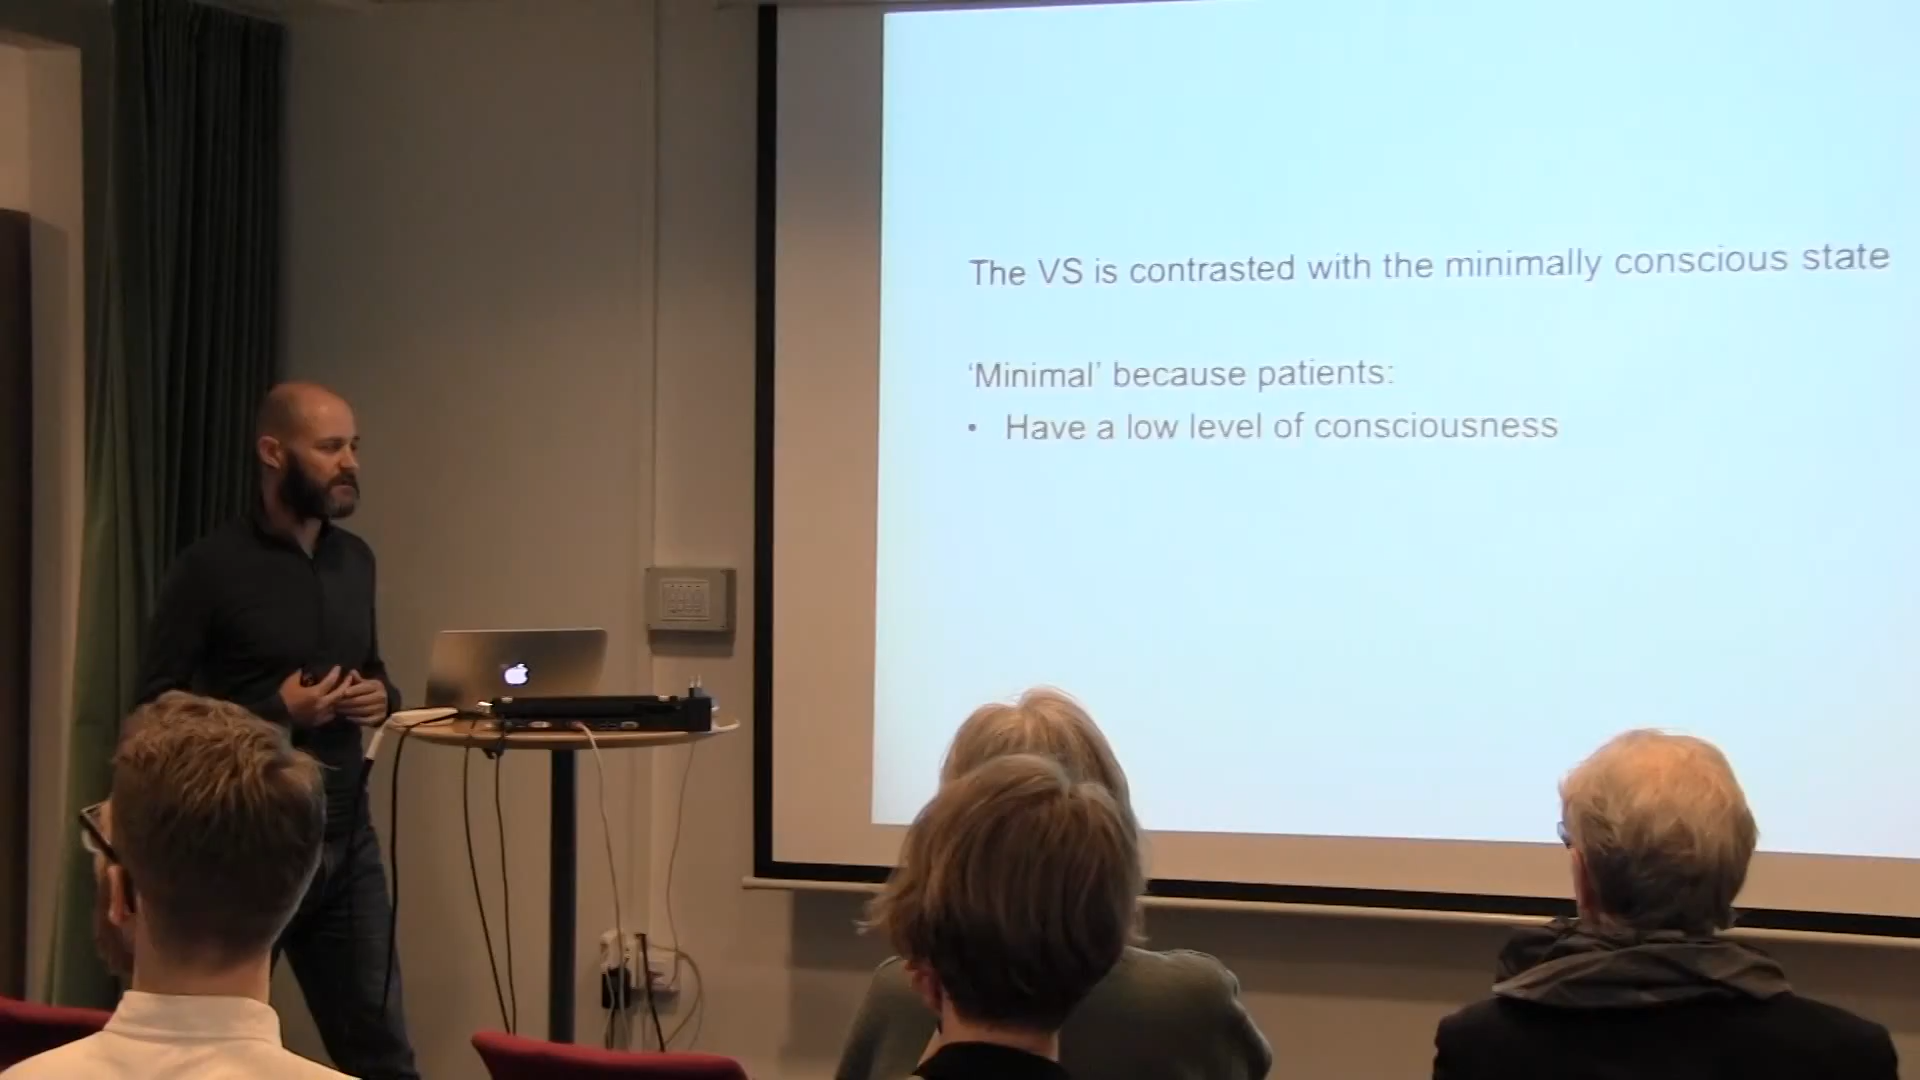 The VS is contrasted with the minimally conscious state
‘Minimal’ because patients:
• Have a low level of consciousness